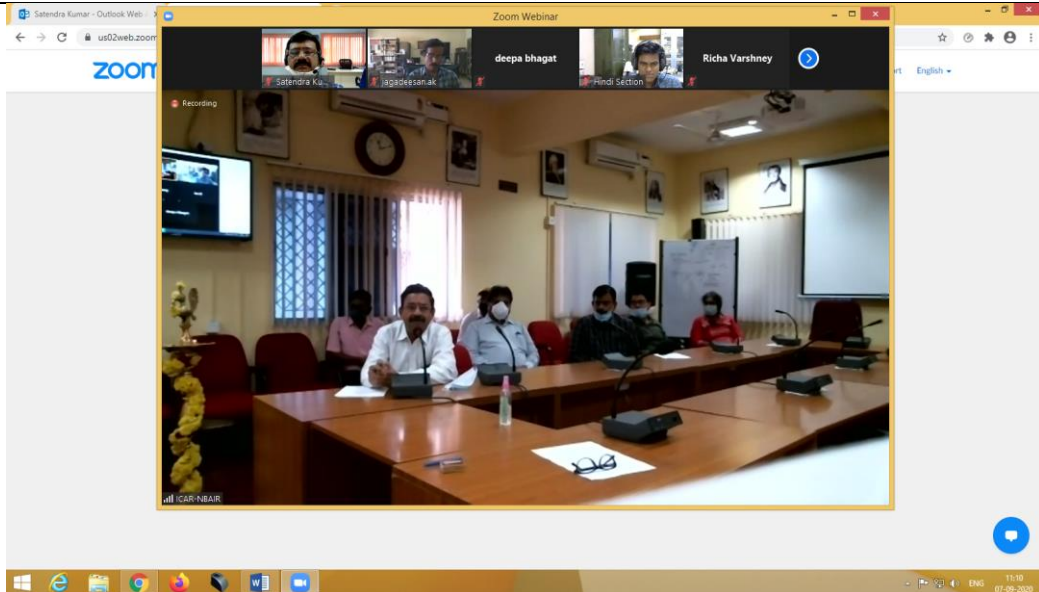 Satendra Kumar - Outlook Web -
Zoom Webinar
us02web.zoom
zoom
English
Satendra Ku...
jagadeesan.ak
deepa bhagat
Hindi Section
Richa Varshney
Recording
ICAR-NBAIR
ENG
11:10
07-09-2020